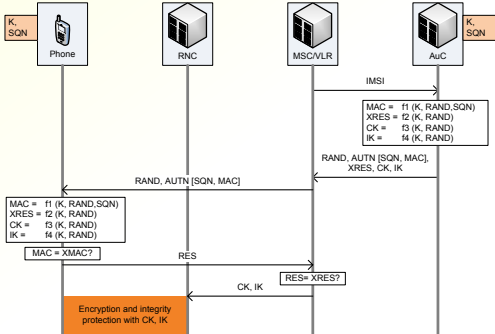 K,
SQN
Phone
RNC
MSC/VLR
AuC
K,
SQN
IMSI
MAC = f1 (K, RAND,SQN)
XRES = f2 (K, RAND)
CK = f3 (K, RAND)
IK = f4 (K, RAND)
RAND, AUTN [SQN, MAC],
XRES, CK, IK
RAND, AUTN [SQN, MAC]
MAC = f1 (K, RAND,SQN)
XRES = f2 (K, RAND)
CK = f3 (K, RAND)
IK = f4 (K, RAND)
MAC = XMAC?
RES
RES= XRES?
CK, IK
Encryption and integrity
protection with CK, IK